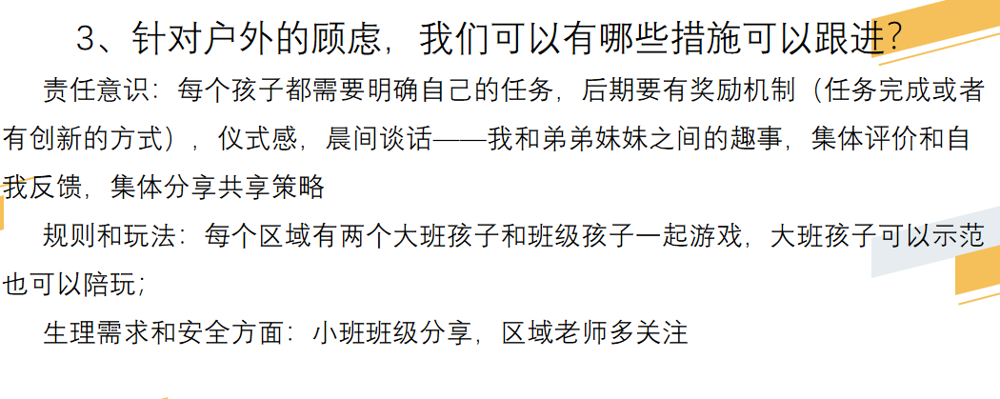 3、针对户外的顾虑，我们可以有哪些措施可以跟进？
责任意识：每个孩子都需要明确自己的任务，后期要有奖励机制（任务完成或者
有创新的方式），仪式感，晨间谈话——我和弟弟妹妹之间的趣事，集体评价和自
我反馈，集体分享共享策略
规则和玩法：每个区域有两个大班孩子和班级孩子一起游戏，大班孩子可以示范
也可以陪玩；
生理需求和安全方面：小班班级分享，区域老师多关注